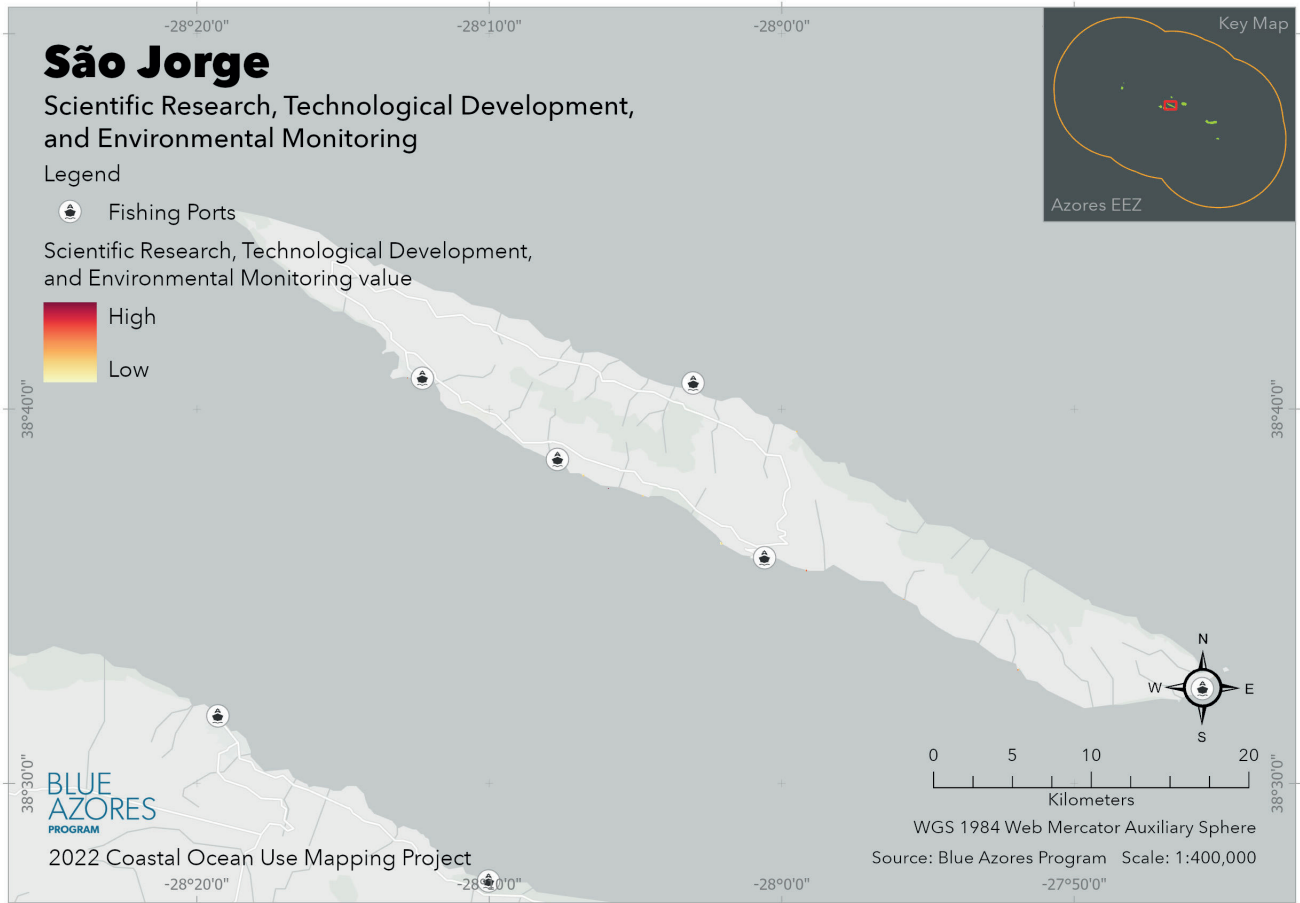 -28°20'0"
-28°10'0"
-28°0'0"
Key Map
São Jorge
Scientific Research, Technological Development,
and Environmental Monitoring
Legend
Fishing Ports
Azores EEZ
Scientific Research, Technological Development,
and Environmental Monitoring value
High
Low
38°40'0"
38°40'0"
N
W
E
S
0
5
10
20
Kilometers
38°30'0"
38°30'0"
BLUE
AZORES
PROGRAM
WGS 1984 Web Mercator Auxiliary Sphere
2022 Coastal Ocean Use Mapping Project
Source: Blue Azores Program Scale: 1:400,000
-28°20'0"
-28°10'0"
-28°0'0"
-27°50'0"